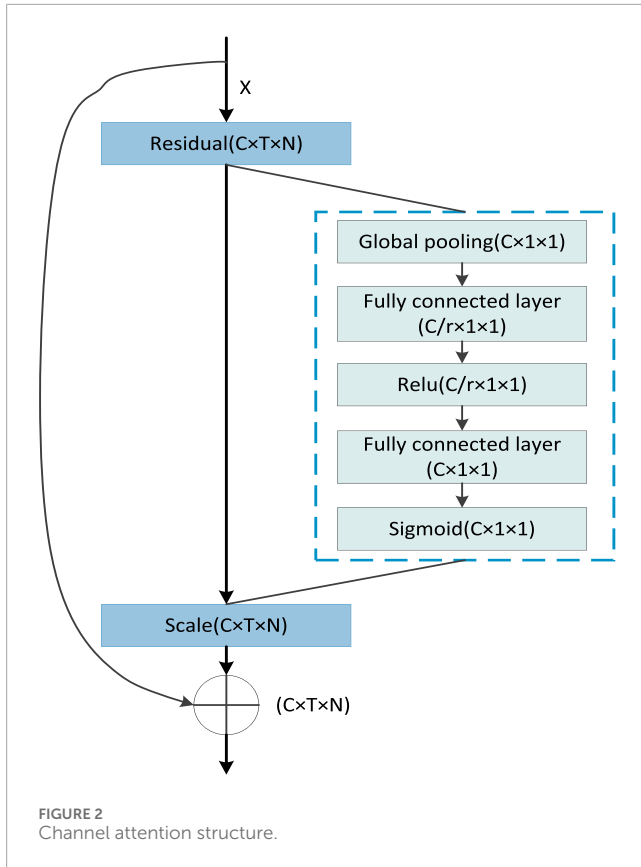 X
Residual(C×T×N)
Global pooling(C×1×1)
Fully connected layer
(C/r×1×1)
Relu(C/r×1×1)
Fully connected layer
(C×1×1)
Sigmoid(C×1×1)
Scale(C×T×N)
(C×T×N)
FIGURE 2
Channel attention structure.